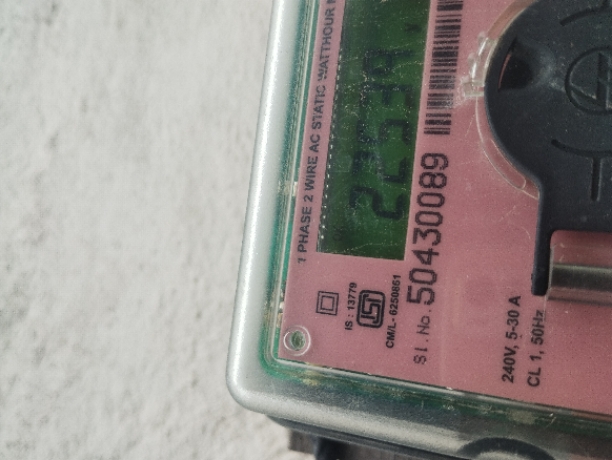 1 PHASE 2 WIRE AC STATIC WATTHOUR
IS : 13779
CM/L- 6250861
Sl. No. 50430089
240V, 5-30 A
CL 1, 50Hz